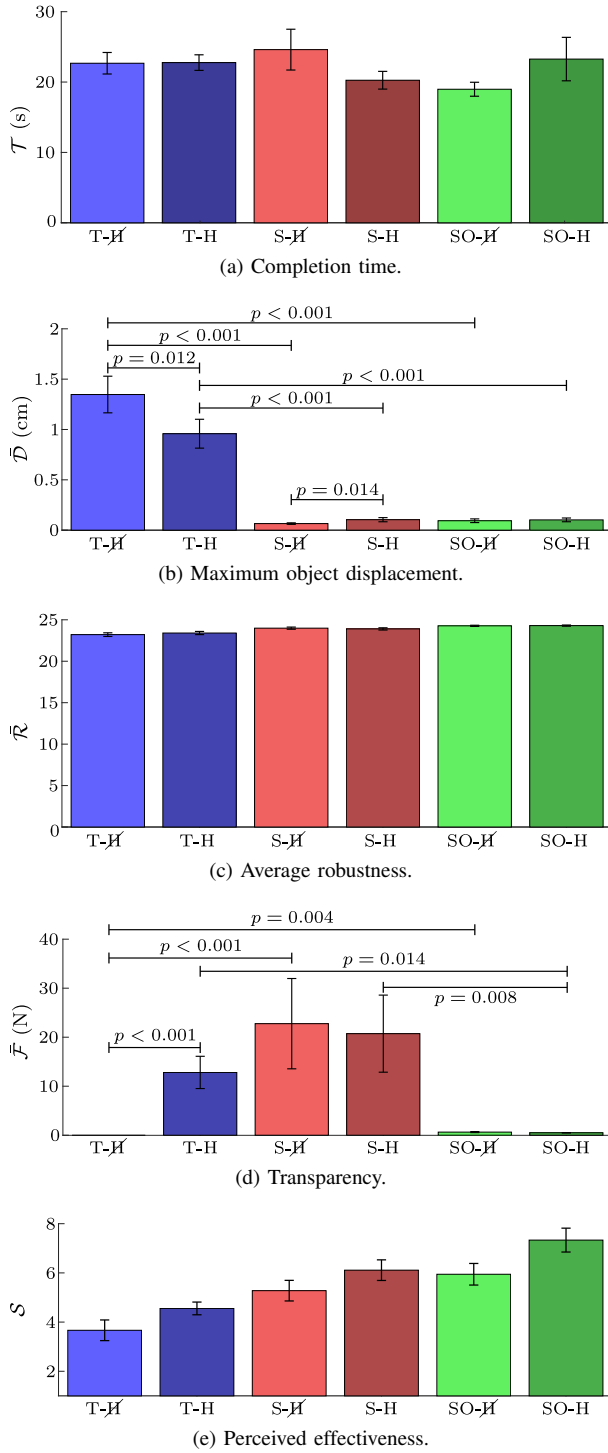 30
20
10
0
𝒯 (s)
T-H̸ T-H S-H̸ S-H SO-H̸ SO-H
(a) Completion time.
p < 0.001
p < 0.001
p = 0.012
p < 0.001
p < 0.001
p = 0.014
2
1.5
1
0.5
0
𝒟̄ (cm)
T-H̸ T-H S-H̸ S-H SO-H̸ SO-H
(b) Maximum object displacement.
25
20
15
10
5
0
ℛ̄
T-H̸ T-H S-H̸ S-H SO-H̸ SO-H
(c) Average robustness.
p = 0.004
p < 0.001
p = 0.014
p = 0.008
p < 0.001
40
30
20
10
0
ℱ̄ (N)
T-H̸ T-H S-H̸ S-H SO-H̸ SO-H
(d) Transparency.
8
6
4
2
𝒮
T-H̸ T-H S-H̸ S-H SO-H̸ SO-H
(e) Perceived effectiveness.